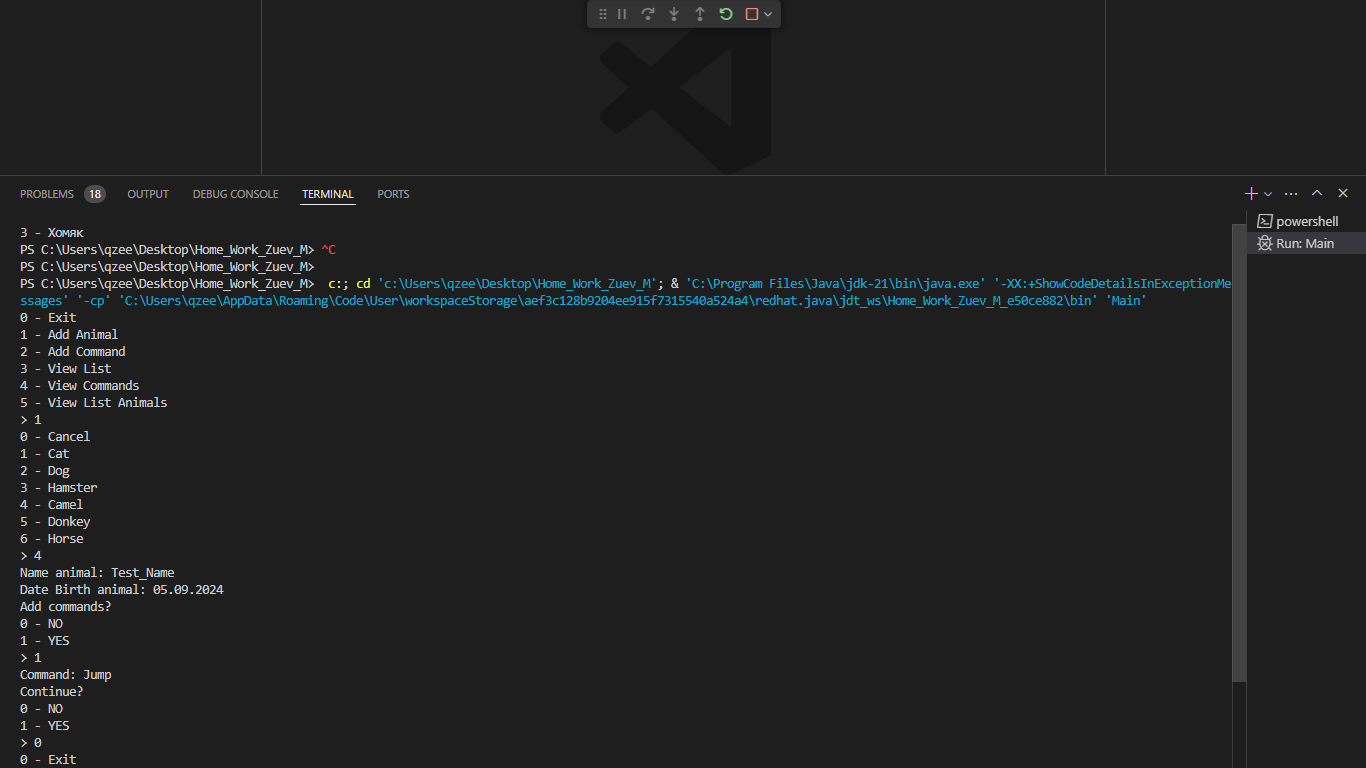 PROBLEMS 18 OUTPUT DEBUG CONSOLE TERMINAL PORTS
powershell
Run: Main
3 - Хомяк
PS C:\Users\qzee\Desktop\Home_Work_Zuev_M> ^C
PS C:\Users\qzee\Desktop\Home_Work_Zuev_M>
PS C:\Users\qzee\Desktop\Home_Work_Zuev_M>  c:; cd 'c:\Users\qzee\Desktop\Home_Work_Zuev_M'; & 'C:\Program Files\Java\jdk-21\bin\java.exe' '-XX:+ShowCodeDetailsInExceptionMe
ssages' '-cp' 'C:\Users\qzee\AppData\Roaming\Code\User\workspaceStorage\aef3c128b9204ee915f7315540a524a4\redhat.java\jdt_ws\Home_Work_Zuev_M_e50ce882\bin' 'Main'
0 - Exit
1 - Add Animal
2 - Add Command
3 - View List
4 - View Commands
5 - View List Animals
> 1
0 - Cancel
1 - Cat
2 - Dog
3 - Hamster
4 - Camel
5 - Donkey
6 - Horse
> 4
Name animal: Test_Name
Date Birth animal: 05.09.2024
Add commands?
0 - NO
1 - YES
> 1
Command: Jump
Continue?
0 - NO
1 - YES
> 0
0 - Exit